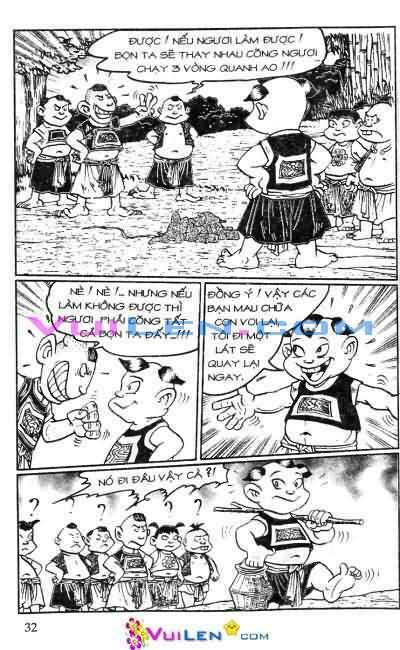 ĐƯỢC! NẾU NGƯƠI LÀM ĐƯỢC!
BỌN TA SẼ THAY NHAU CÕNG NGƯƠI
CHẠY 3 VÒNG QUANH AO!!!
NÈ! NÈ!.. NHƯNG NẾU
LÀM KHÔNG ĐƯỢC THÌ
NGƯƠI PHẢI CÕNG TẤT
CẢ BỌN TA ĐẤY!!!
ĐỒNG Ý! VẬY CÁC
BẠN MAU CHỮA
CON VOI LẠI,
TÔI ĐI MỘT
LÁT SẼ
QUAY LẠI
NGAY.
VUILEN.COM
NÓ ĐI ĐÂU VẬY CÀ?!
? ? ? ? ?
32
VUILEN.COM